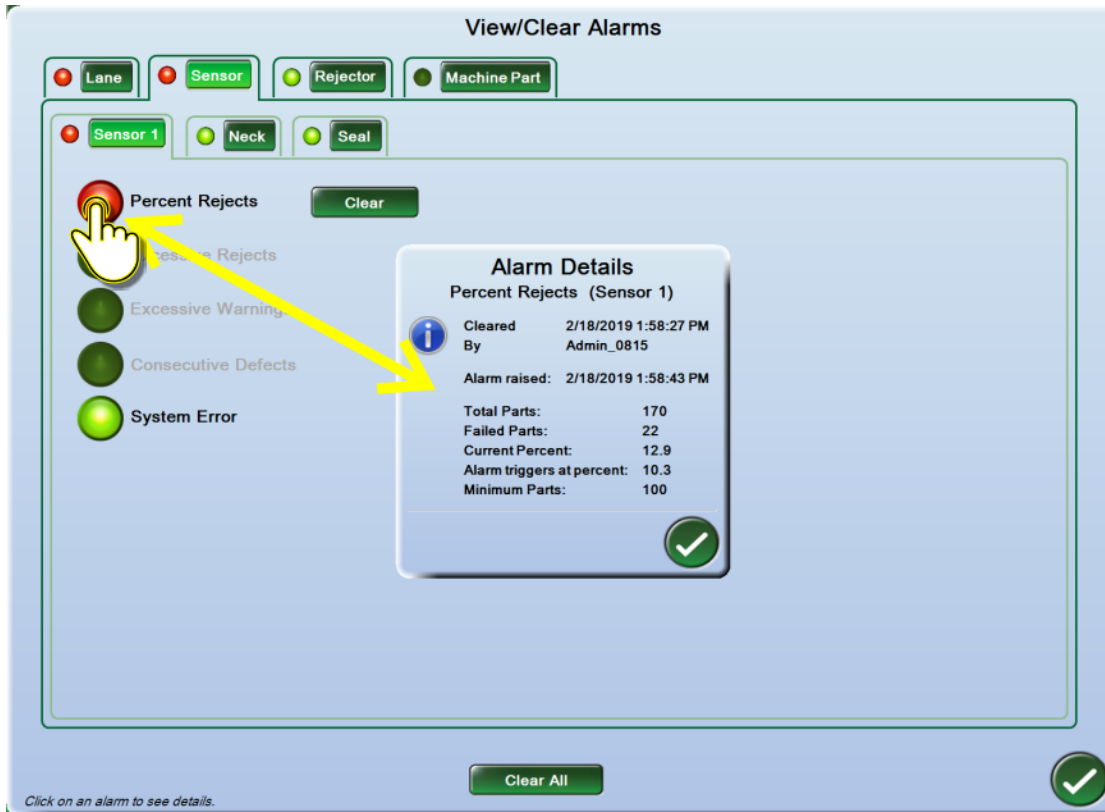 View/Clear Alarms
Lane Sensor Rejector Machine Part
Sensor 1 Neck Seal
Percent Rejects Clear
Rejects
Excessive Warning
Consecutive Defects
System Error
Alarm Details
Percent Rejects (Sensor 1)
Cleared 2/18/2019 1:58:27 PM
By Admin_0815
Alarm raised: 2/18/2019 1:58:43 PM
Total Parts: 170
Failed Parts: 22
Current Percent: 12.9
Alarm triggers at percent: 10.3
Minimum Parts: 100
Clear All
Click on an alarm to see details.